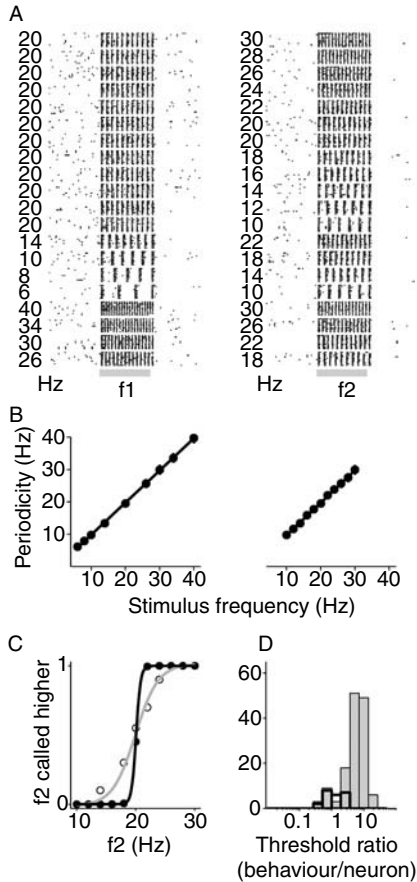 A
20 30
20 28
20 26
20 24
20 22
20 20
20 20
20 18
20 16
20 14
20 12
20 10
14 22
10 18
8 14
6 10
40 30
34 26
30 22
26 18
Hz f1 Hz f2
B
Periodicity (Hz)
40
30
20
10
10 20 30 40 10 20 30 40
Stimulus frequency (Hz)
C
f2 called higher
1
0
10 20 30
f2 (Hz)
D
60
40
20
0
0.1 1 10
Threshold ratio
(behaviour/neuron)